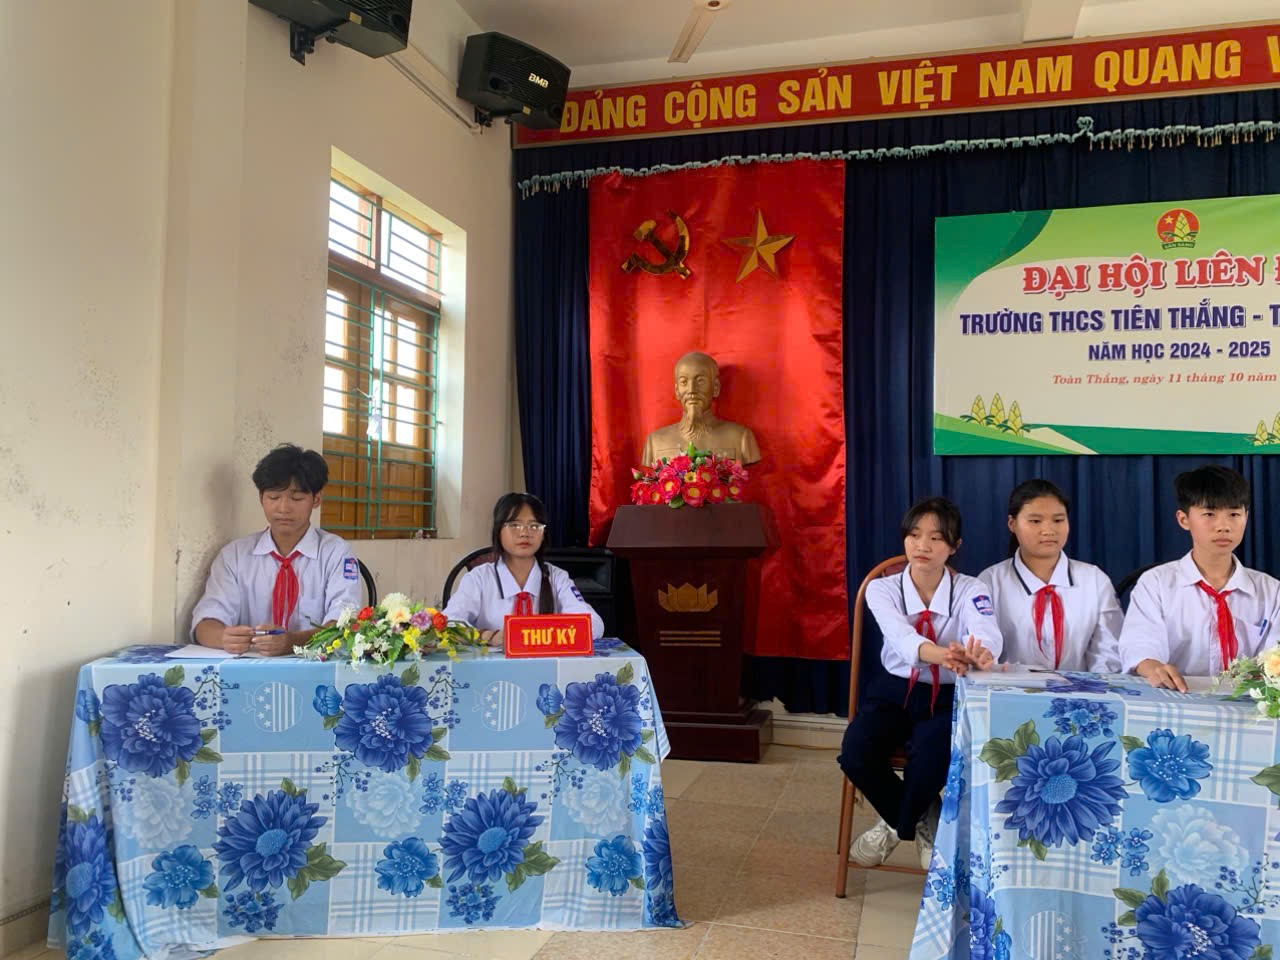 ĐẢNG CỘNG SẢN VIỆT NAM QUANG V
BMB
ĐẠI HỘI LIÊN
TRƯỜNG THCS TIÊN THẮNG - T
NĂM HỌC 2024 - 2025
Toàn Thắng, ngày 11 tháng 10 năm
THƯ KÝ